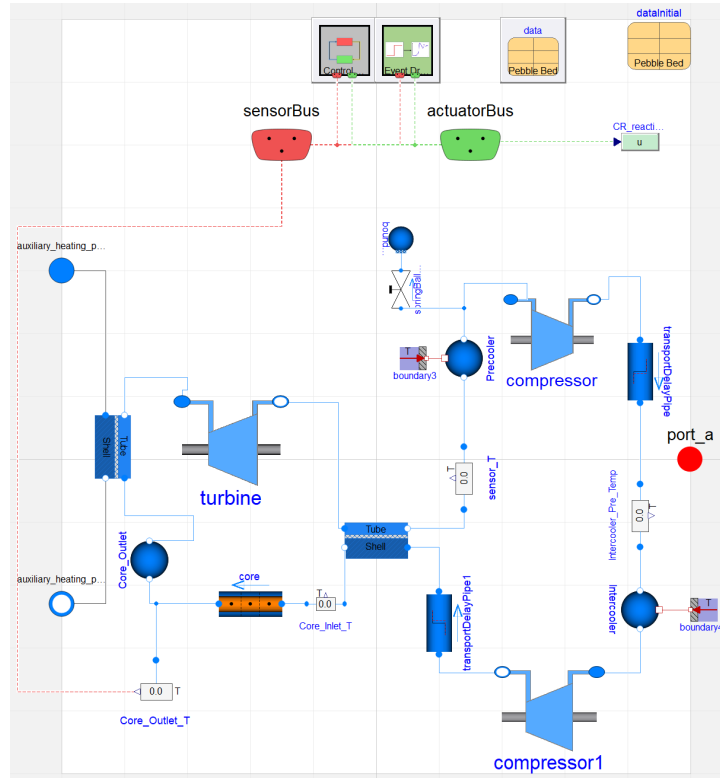 dataInitial
data
Control...
Event Dr...
Pebble Bed
Pebble Bed
sensorBus
actuatorBus
CR_reacti...
u
auxiliary_heating_p...
bound...
springBall...
T
boundary3
Precooler
compressor
transportDelayPipe
port_a
Shell
Tube
turbine
sensor_T
T
0.0
Intercooler_Pre_Temp
T
0.0
Tube
Shell
Core_Outlet
core
auxiliary_heating_p...
T
0.0
Core_Inlet_T
transportDelayPipe1
Intercooler
T
boundary4
0.0
T
Core_Outlet_T
compressor1